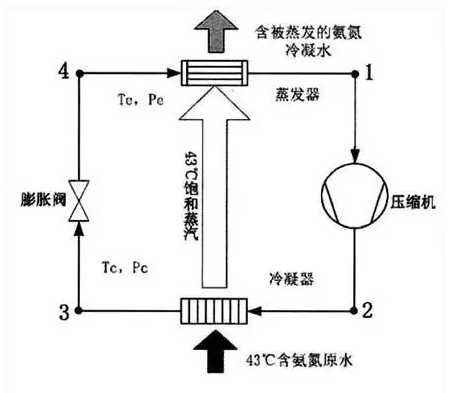 含被蒸发的氨氮
冷凝水
4
1
Te, Pe
蒸发器
43℃饱和蒸汽
膨胀阀
压缩机
Tc, Pc
冷凝器
3
2
43℃含氨氮原水